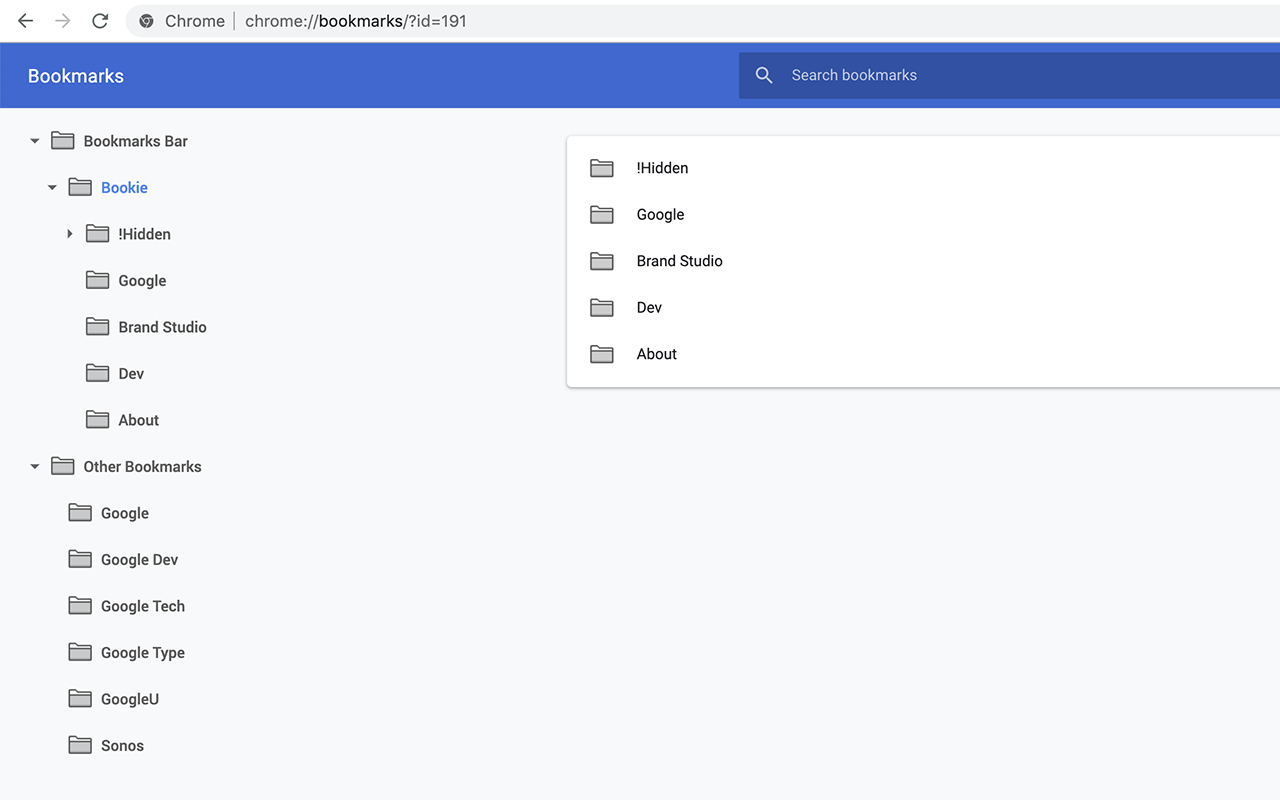 Chrome chrome://bookmarks/?id=191
Bookmarks
Search bookmarks
Bookmarks Bar
Bookie
!Hidden
Google
Brand Studio
Dev
About
Other Bookmarks
Google
Google Dev
Google Tech
Google Type
GoogleU
Sonos
!Hidden
Google
Brand Studio
Dev
About